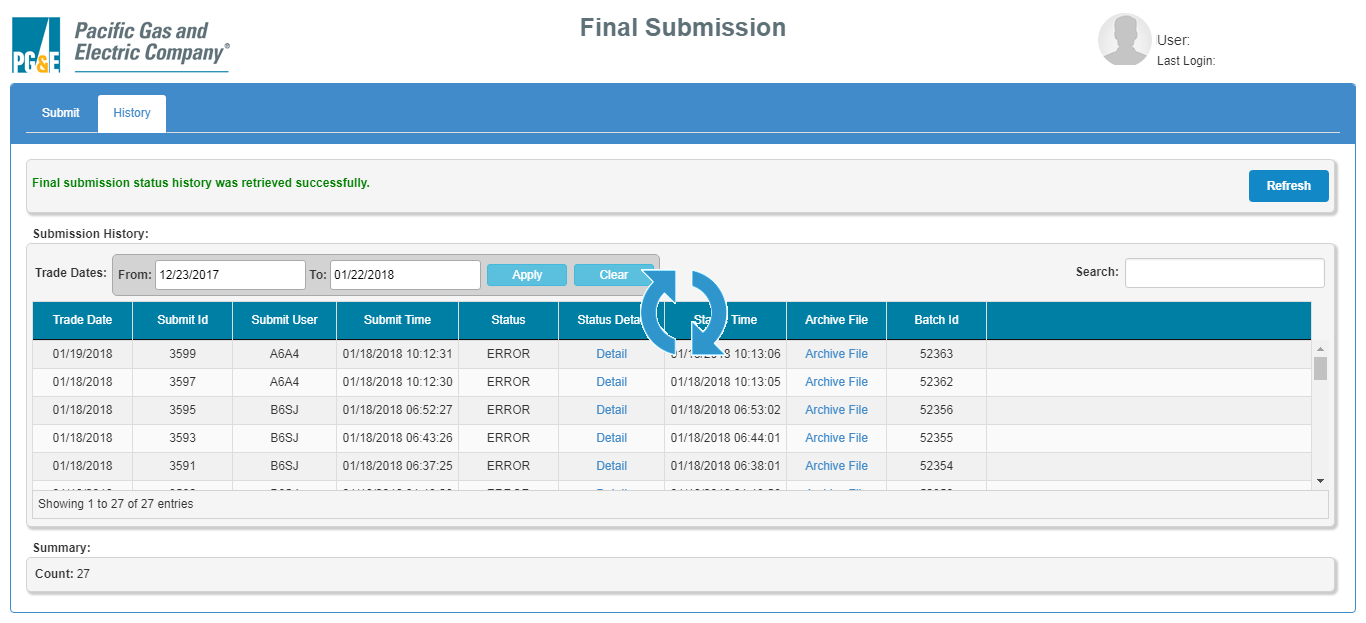 Pacific Gas and
Electric Company®
PG&E
Final Submission
User:
Last Login:
Submit History
Final submission status history was retrieved successfully.
Refresh
Submission History:
Trade Dates: From: 12/23/2017 To: 01/22/2018 Apply Clear Search:
Trade Date Submit Id Submit User Submit Time Status Status Detail Time Archive File Batch Id
01/19/2018 3599 A6A4 01/18/2018 10:12:31 ERROR Detail 10:13:06 Archive File 52363
01/18/2018 3597 A6A4 01/18/2018 10:12:30 ERROR Detail 01/18/2018 10:13:05 Archive File 52362
01/18/2018 3595 B6SJ 01/18/2018 06:52:27 ERROR Detail 01/18/2018 06:53:02 Archive File 52356
01/18/2018 3593 B6SJ 01/18/2018 06:43:26 ERROR Detail 01/18/2018 06:44:01 Archive File 52355
01/18/2018 3591 B6SJ 01/18/2018 06:37:25 ERROR Detail 01/18/2018 06:38:01 Archive File 52354
Showing 1 to 27 of 27 entries
Summary:
Count: 27